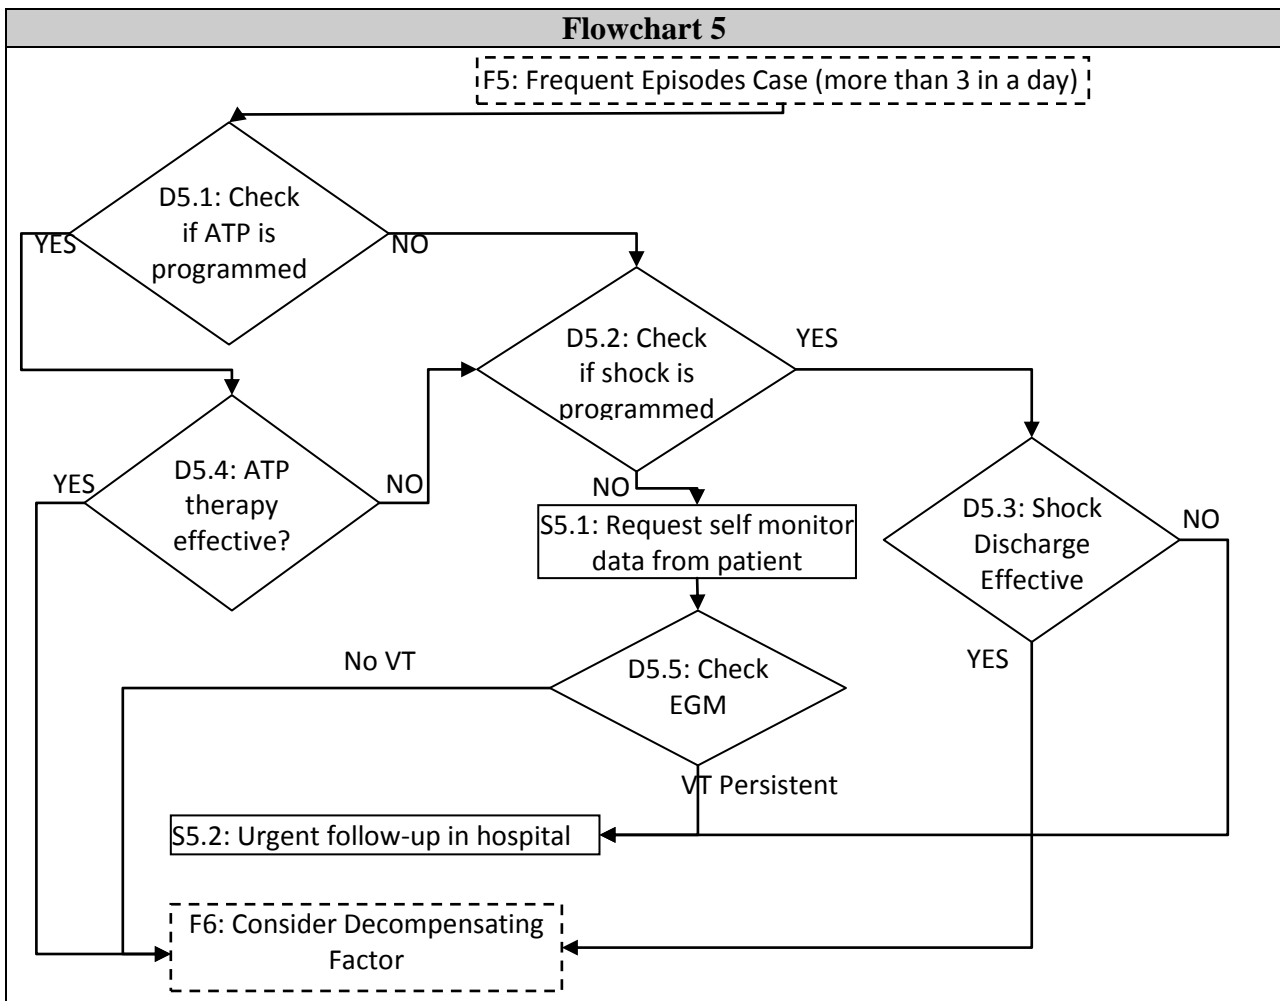 Flowchart 5
F5: Frequent Episodes Case (more than 3 in a day)
D5.1: Check
if ATP is
programmed
YES
NO
D5.2: Check
if shock is
programmed
YES
D5.4: ATP
therapy
effective?
YES
NO
NO
S5.1: Request self monitor
data from patient
D5.3: Shock
Discharge
Effective
NO
YES
No VT
D5.5: Check
EGM
VT Persistent
S5.2: Urgent follow-up in hospital
F6: Consider Decompensating
Factor